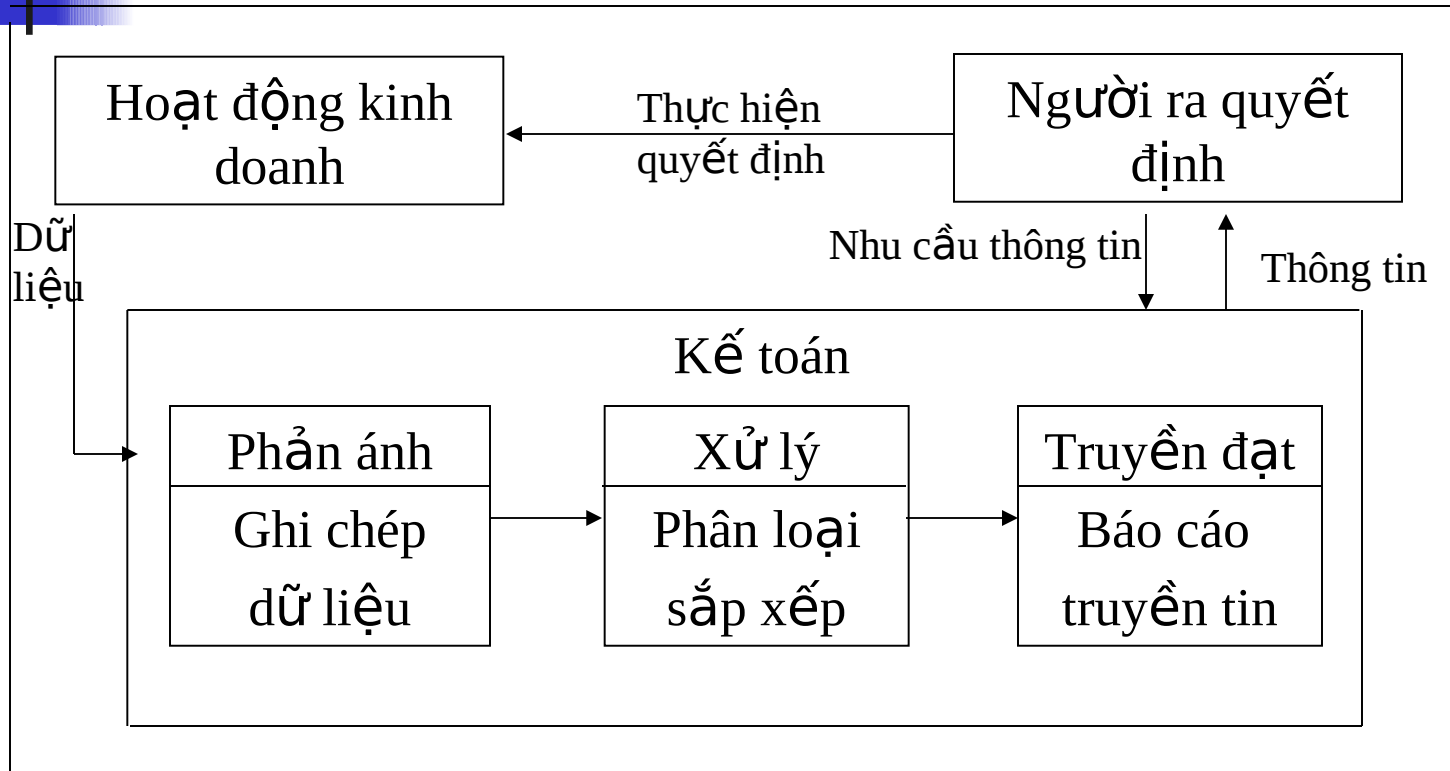 Hoạt động kinh
doanh
Thực hiện
quyết định
Người ra quyết
định
Dữ
liệu
Nhu cầu thông tin
Thông tin
Kế toán
Phản ánh
Ghi chép
dữ liệu
Xử lý
Phân loại
sắp xếp
Truyền đạt
Báo cáo
truyền tin